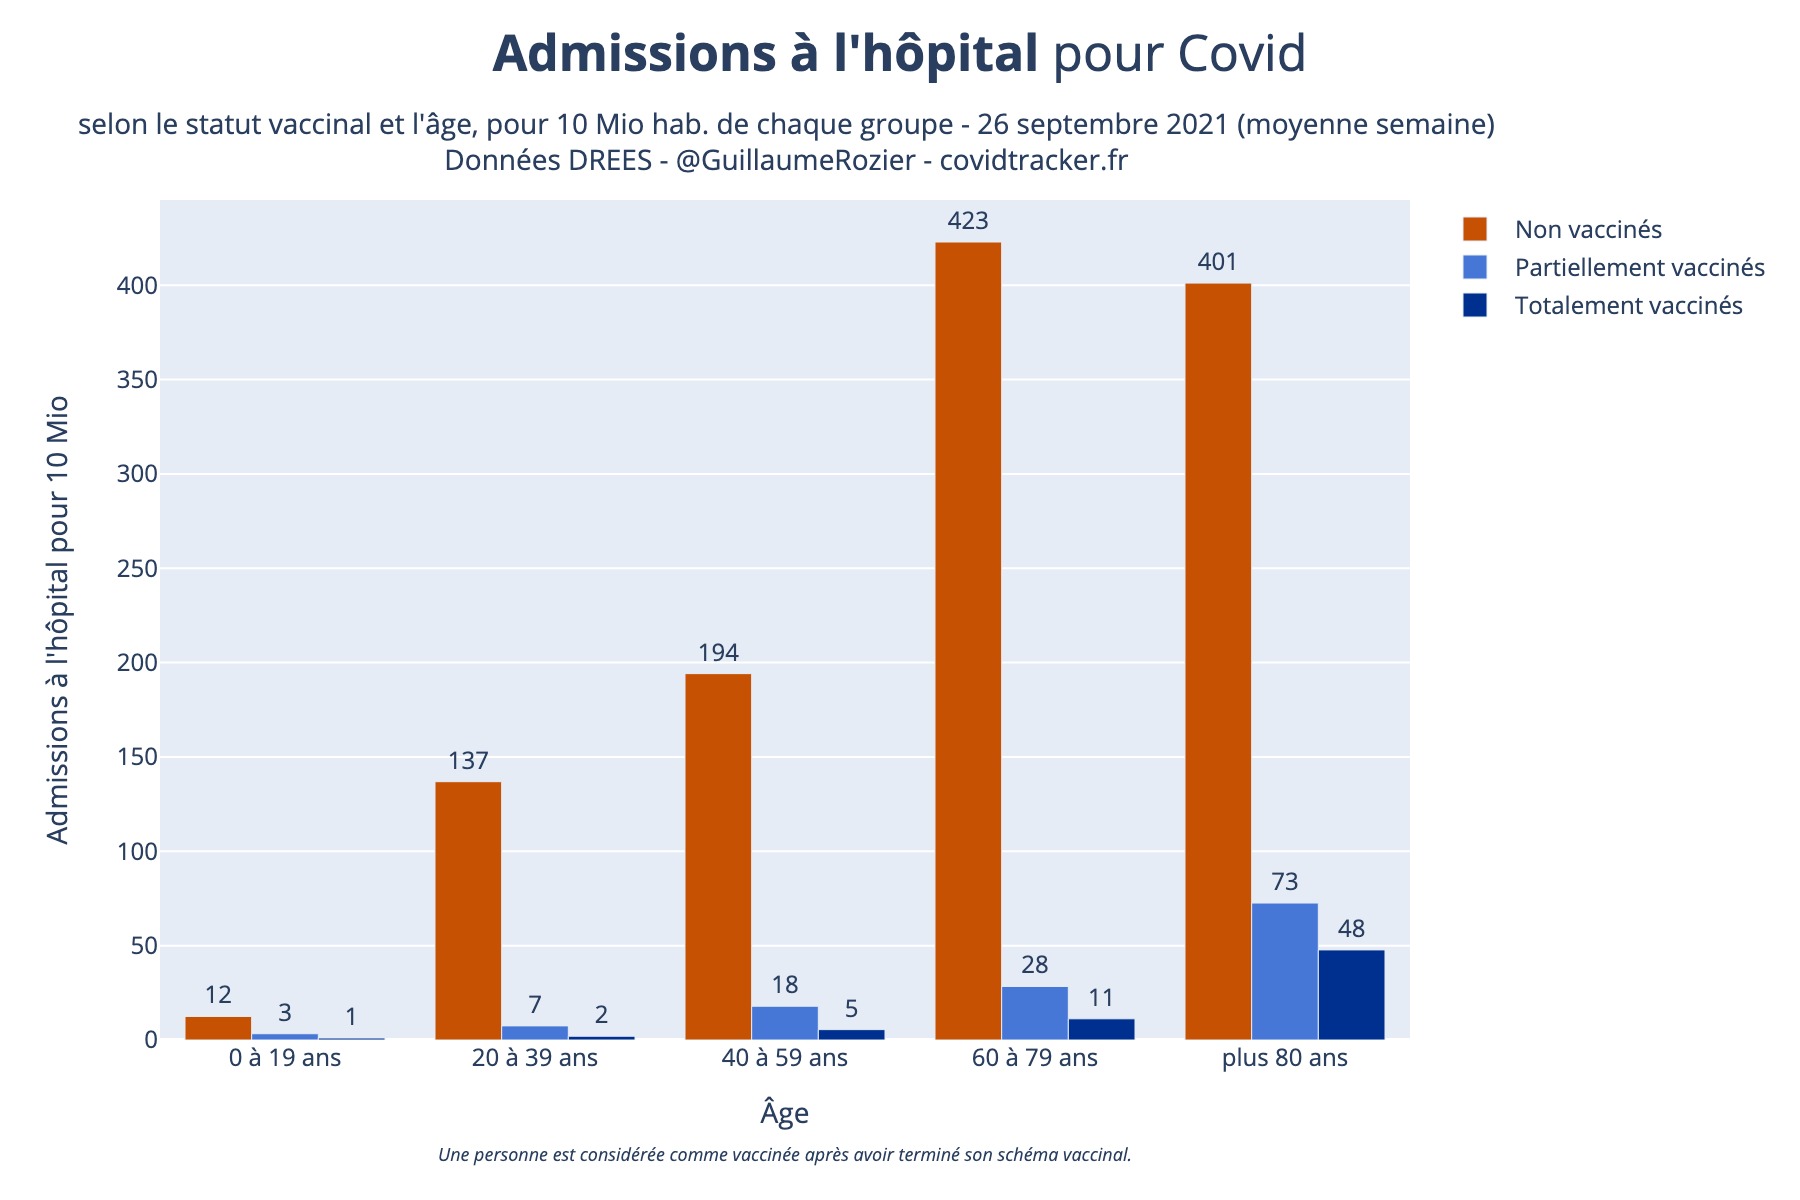 Admissions à l'hôpital pour Covid
selon le statut vaccinal et l'âge, pour 10 Mio hab. de chaque groupe - 26 septembre 2021 (moyenne semaine)
Données DREES - @GuillaumeRozier - covidtracker.fr
Non vaccinés
Partiellement vaccinés
Totalement vaccinés
Admissions à l'hôpital pour 10 Mio
400
350
300
250
200
150
100
50
0
12
3
1
137
7
2
194
18
5
423
28
11
401
73
48
0 à 19 ans
20 à 39 ans
40 à 59 ans
60 à 79 ans
plus 80 ans
Âge
Une personne est considérée comme vaccinée après avoir terminé son schéma vaccinal.